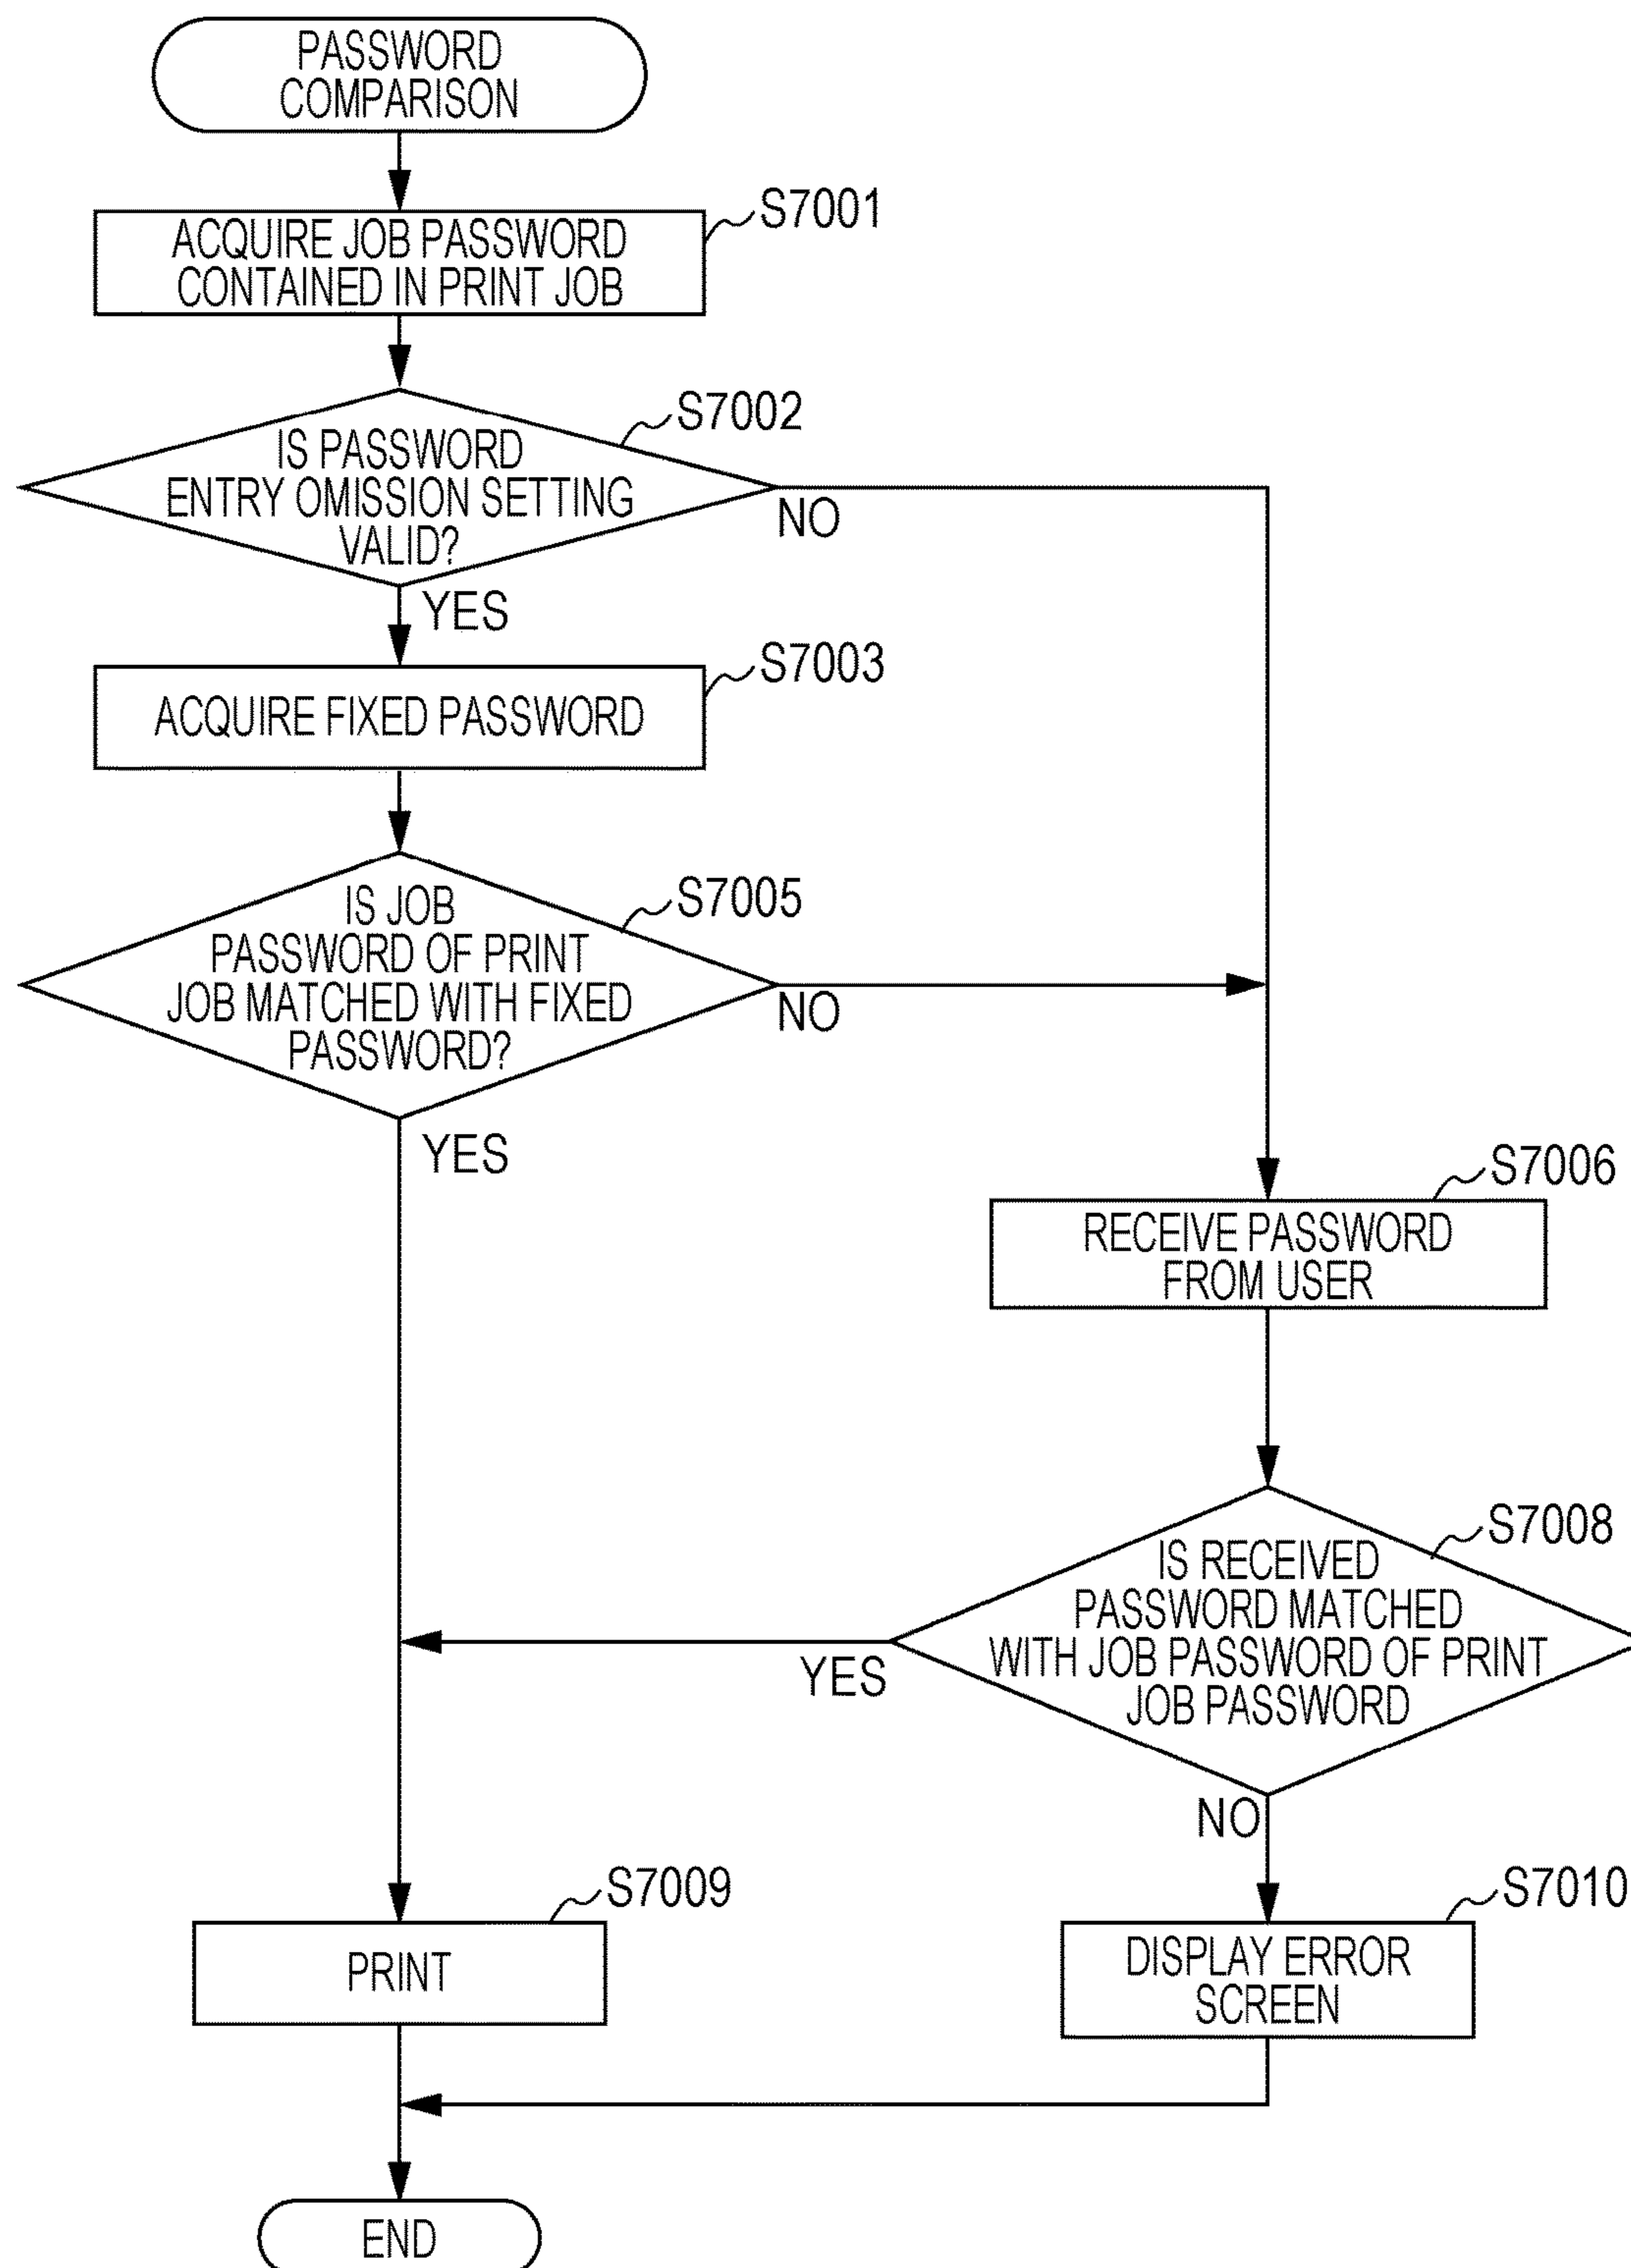 PASSWORD
COMPARISON
S7001
ACQUIRE JOB PASSWORD
CONTAINED IN PRINT JOB
S7002
IS PASSWORD
ENTRY OMISSION SETTING
VALID?
NO
YES
S7003
ACQUIRE FIXED PASSWORD
S7005
IS JOB
PASSWORD OF PRINT
JOB MATCHED WITH FIXED
PASSWORD?
NO
YES
S7006
RECEIVE PASSWORD
FROM USER
S7008
IS RECEIVED
PASSWORD MATCHED
WITH JOB PASSWORD OF PRINT
JOB PASSWORD
YES
NO
S7009
PRINT
S7010
DISPLAY ERROR
SCREEN
END